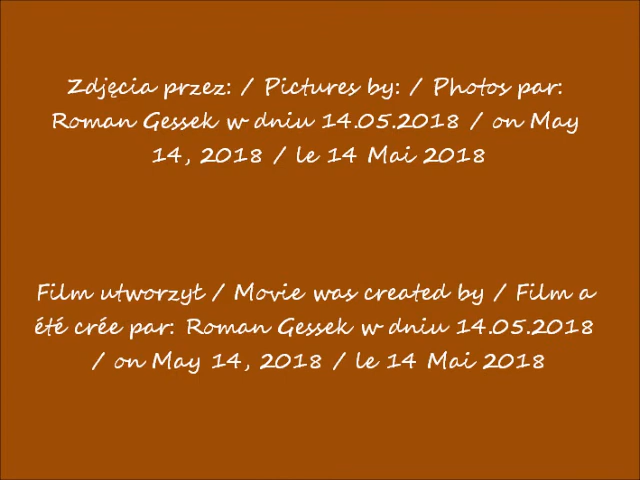 Zdjęcia przez: / Pictures by: / Photos par:
Roman Gessek w dniu 14.05.2018 / on May
14, 2018 / le 14 Mai 2018
Film utworzył / Movie was created by / Film a
été crée par: Roman Gessek w dniu 14.05.2018
/ on May 14, 2018 / le 14 Mai 2018